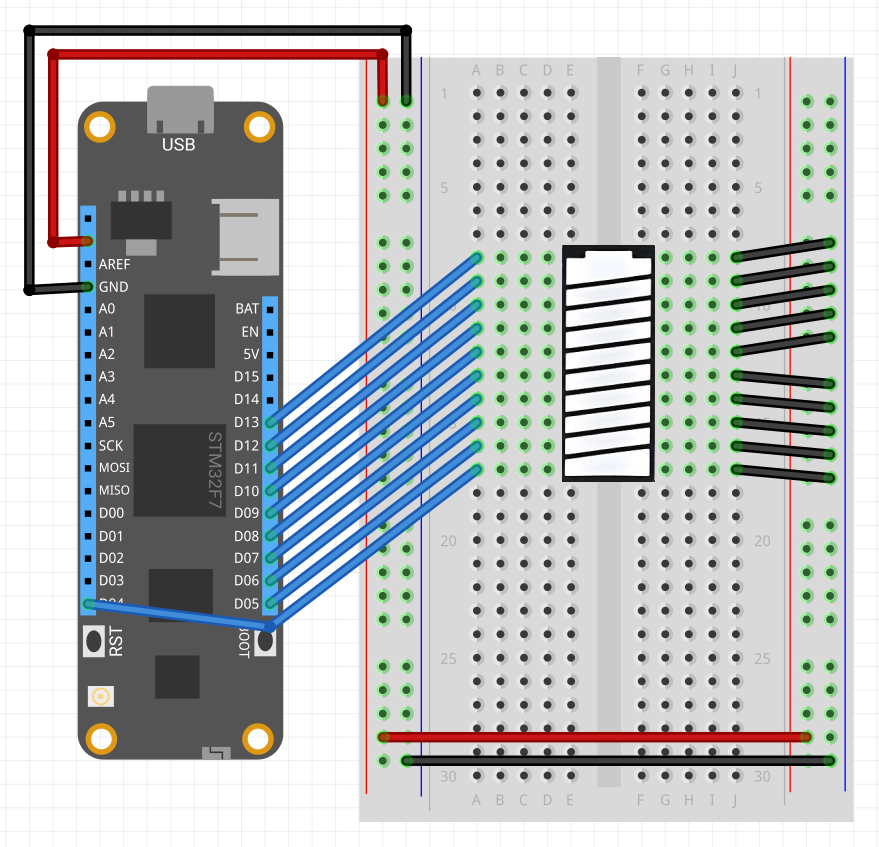 USB
AREF
GND
A0
A1
A2
A3
A4
A5
SCK
MOSI
MISO
D00
D01
D02
D03
D04
RST
BAT
EN
5V
D15
D14
D13
D12
D11
D10
D09
D08
D07
D06
D05
BOOT
STM32F7
A B C D E F G H I J
1 1
5 5
10
20 20
25 25
30 30
A B C D E F G H I J